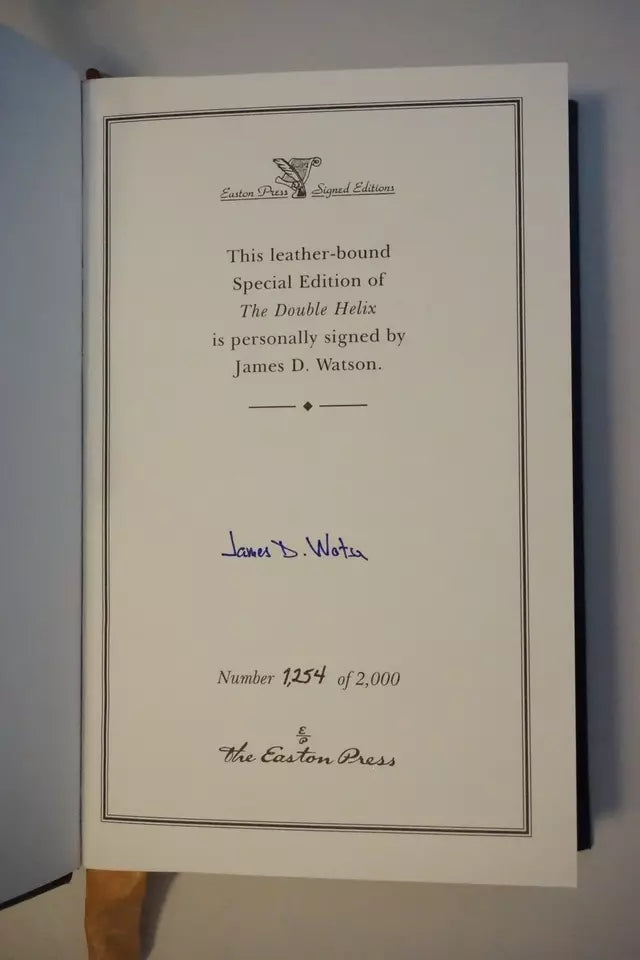 Easton Press Signed Editions
This leather-bound
Special Edition of
The Double Helix
is personally signed by
James D. Watson.
James D. Watson
Number 1,254 of 2,000
E
P
the Easton Press